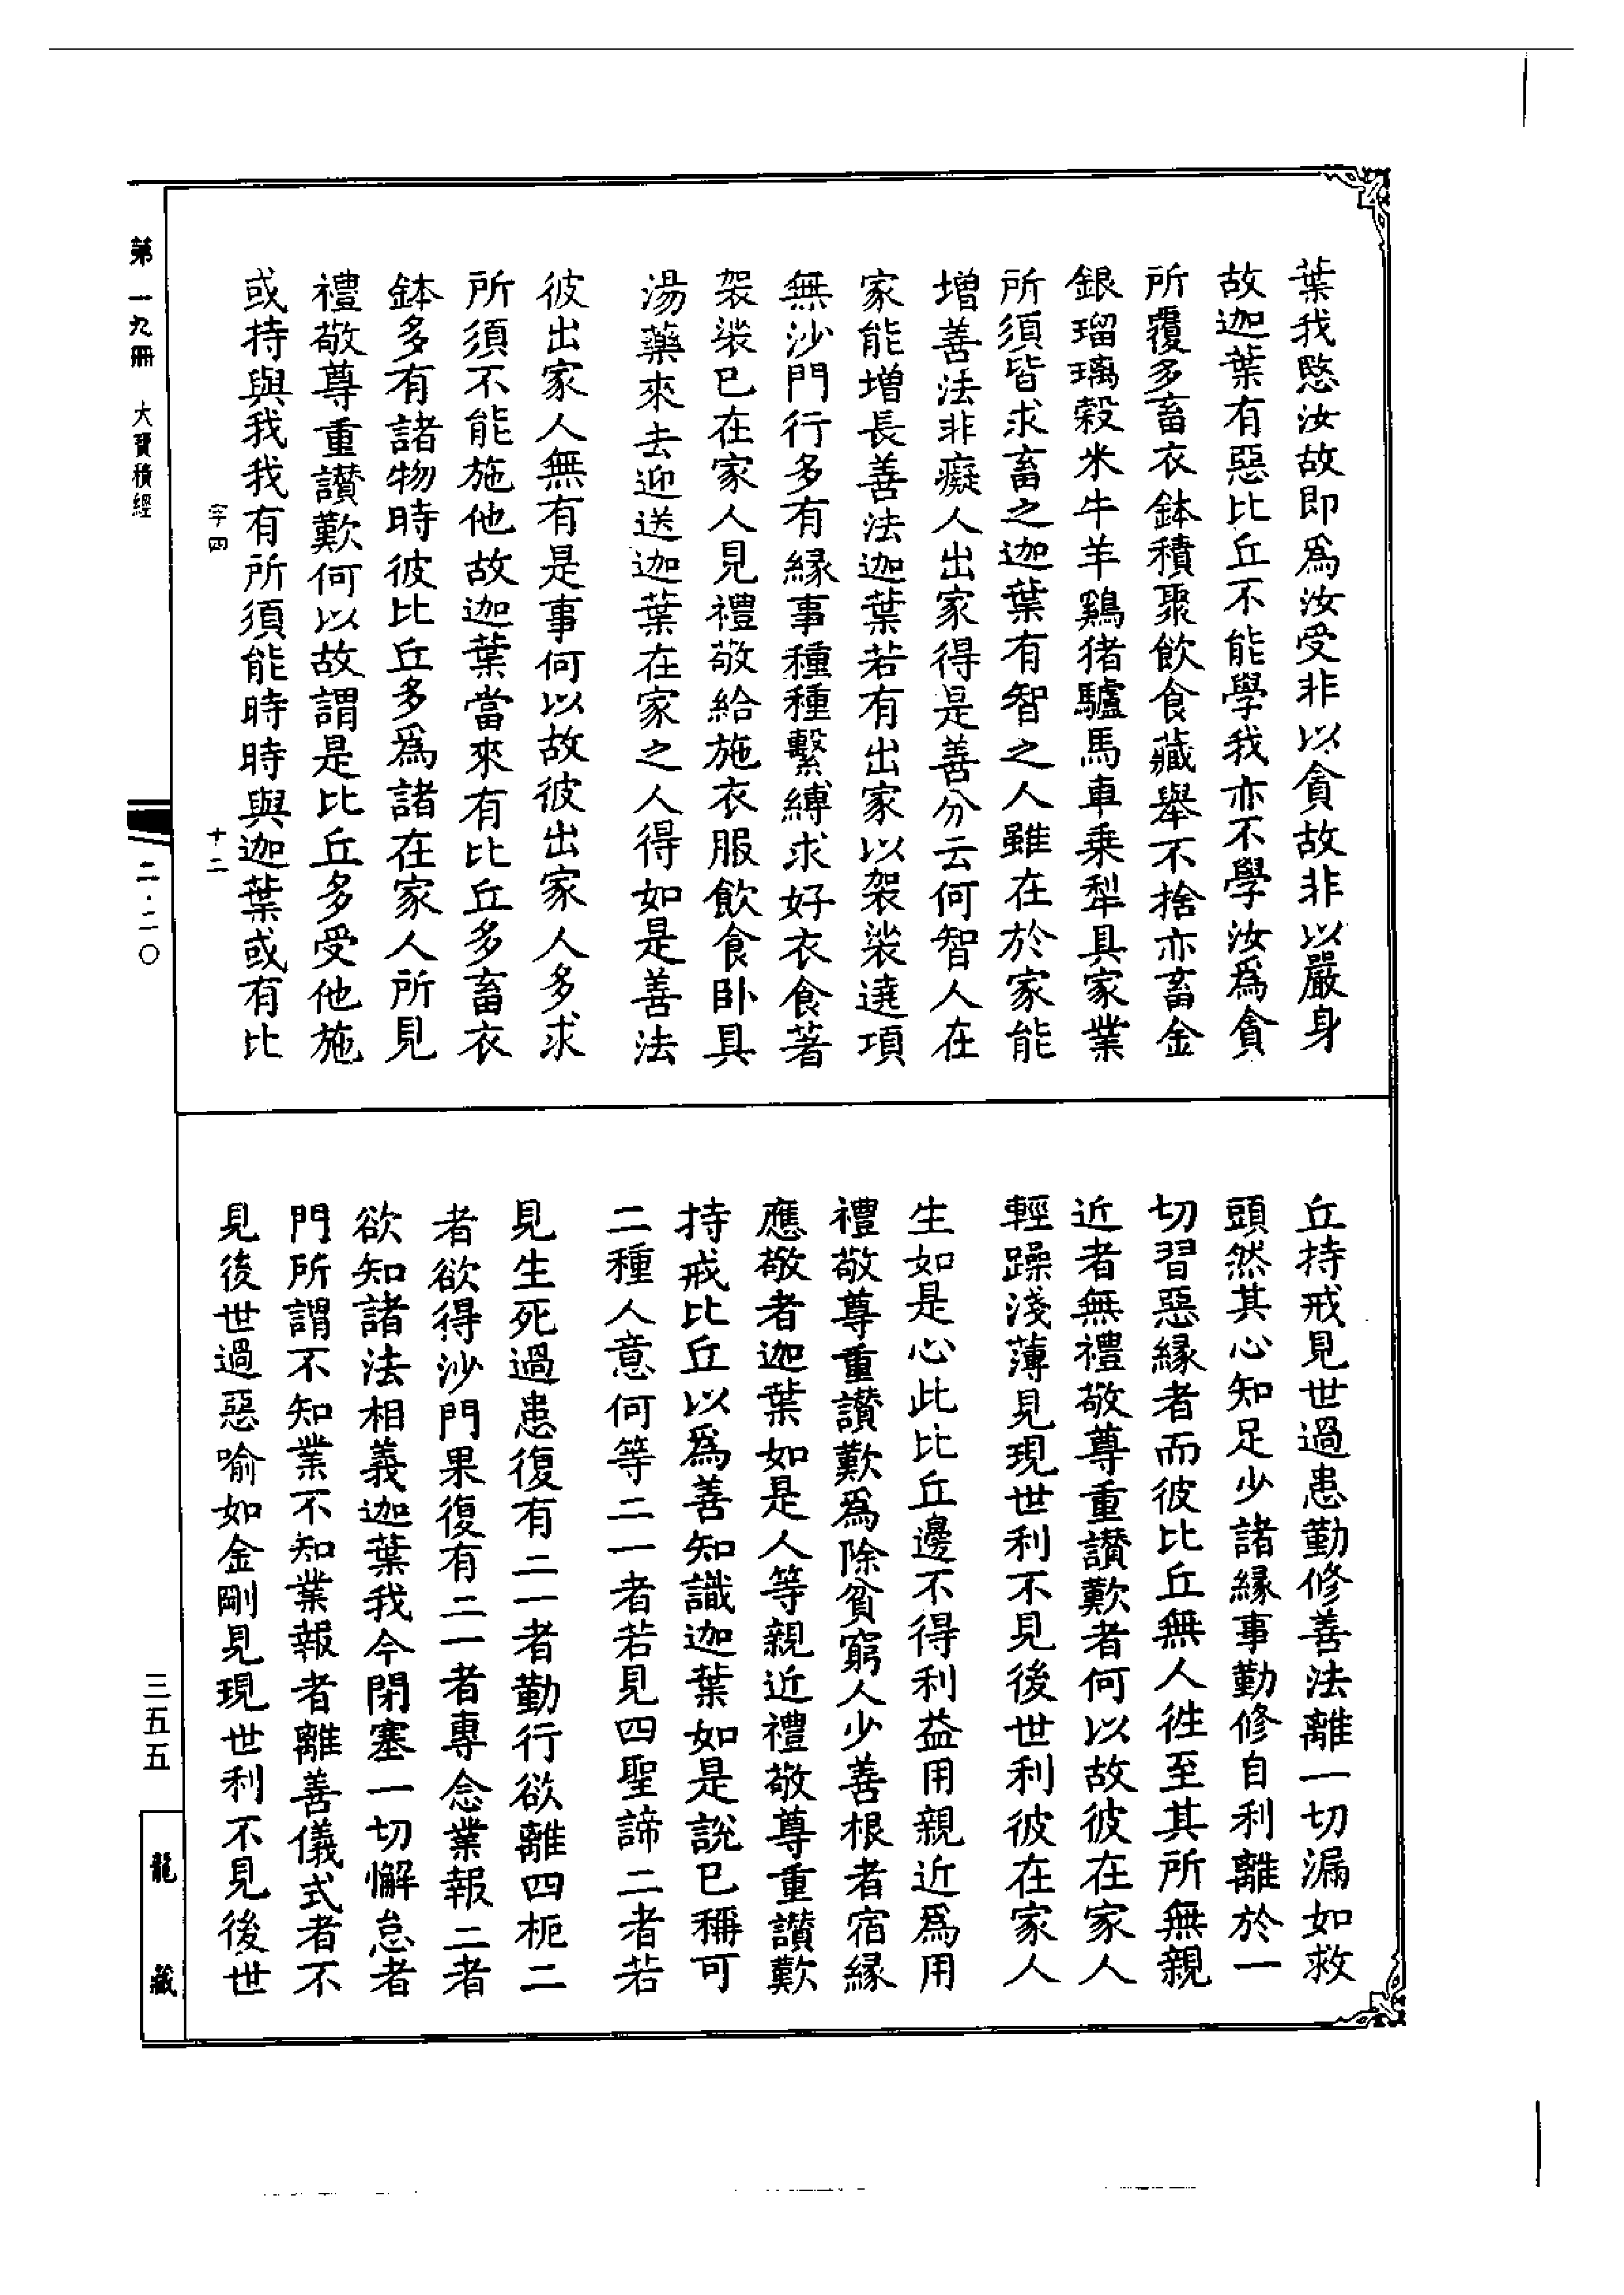 葉我愍汝故即爲汝受非以貪故非以嚴身
故迦葉有惡比丘不能學我亦不學汝爲貪
所覆多畜衣鉢積聚飲食藏舉不捨亦畜金
銀瑠璃穀米牛羊鷄猪驢馬車乗犁具家業
所須皆求畜之迦葉有智之人雖在於家能
增善法非癡人出家得是善分云何智人在
家能增長善法迦葉若有出家以袈裟遶項
無沙門行多有緣事種種繫縛求好衣食著
袈裟已在家人見禮敬給施衣服飲食卧具
湯藥來去迎送迦葉在家之人得如是善法
彼出家人無有是事何以故彼出家人多求
所須不能施他故迦葉當來有比丘多畜衣
鉢多有諸物時彼比丘多爲諸在家人所見
禮敬尊重讃歎何以故謂是比丘多受他施
或持與我我有所須能時時與迦葉或有比
字四 十二
丘持戒見世過患勤修善法離一切漏如救
頭然其心知足少諸緣事勤修自利離於一
切習惡緣者而彼比丘無人徃至其所無親
近者無禮敬尊重讃歎者何以故彼在家人
輕躁淺薄見現世利不見後世利彼在家人
生如是心此比丘邊不得利益用親近爲用
禮敬尊重讃歎爲除貧窮人少善根者宿緣
應敬者迦葉如是人等親近禮敬尊重讃歎
持戒比丘以爲善知識迦葉如是說已稱可
二種人意何等二一者若見四聖諦二者若
見生死過患復有二一者勤行欲離四枙二
者欲得沙門果復有二一者專念業報二者
欲知諸法相義迦葉我今閉塞一切懈怠者
門所謂不知業不知業報者離善儀式者不
見後世過惡喻如金剛見現世利不見後世
第一九冊 大寳積經
二·二〇
三五五
龍藏